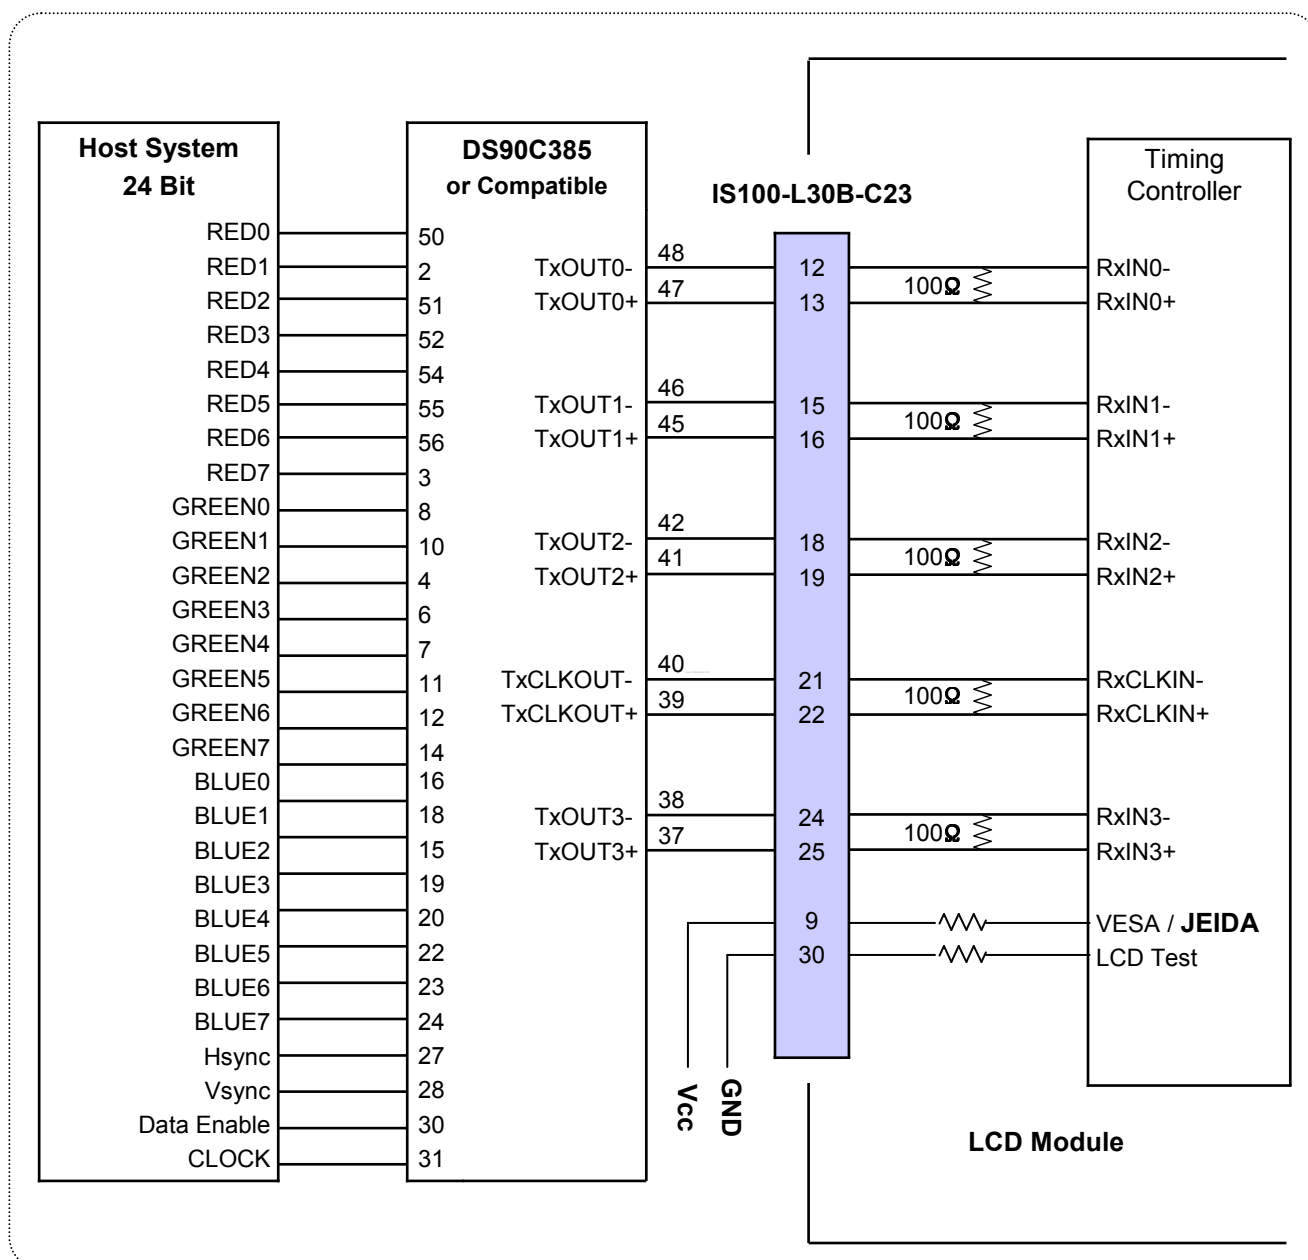 Host System
24 Bit
RED0
RED1
RED2
RED3
RED4
RED5
RED6
RED7
GREEN0
GREEN1
GREEN2
GREEN3
GREEN4
GREEN5
GREEN6
GREEN7
BLUE0
BLUE1
BLUE2
BLUE3
BLUE4
BLUE5
BLUE6
BLUE7
Hsync
Vsync
Data Enable
CLOCK
DS90C385
or Compatible
50
2
51
52
54
55
56
3
8
10
4
6
7
11
12
14
16
18
15
19
20
22
23
24
27
28
30
31
TxOUT0-
TxOUT0+
TxOUT1-
TxOUT1+
TxOUT2-
TxOUT2+
TxCLKOUT-
TxCLKOUT+
TxOUT3-
TxOUT3+
48
47
46
45
42
41
40
39
38
37
IS100-L30B-C23
12
13
15
16
18
19
21
22
24
25
9
30
Vcc
GND
100Ω
100Ω
100Ω
100Ω
100Ω
Timing
Controller
RxIN0-
RxIN0+
RxIN1-
RxIN1+
RxIN2-
RxIN2+
RxCLKIN-
RxCLKIN+
RxIN3-
RxIN3+
VESA / JEIDA
LCD Test
LCD Module